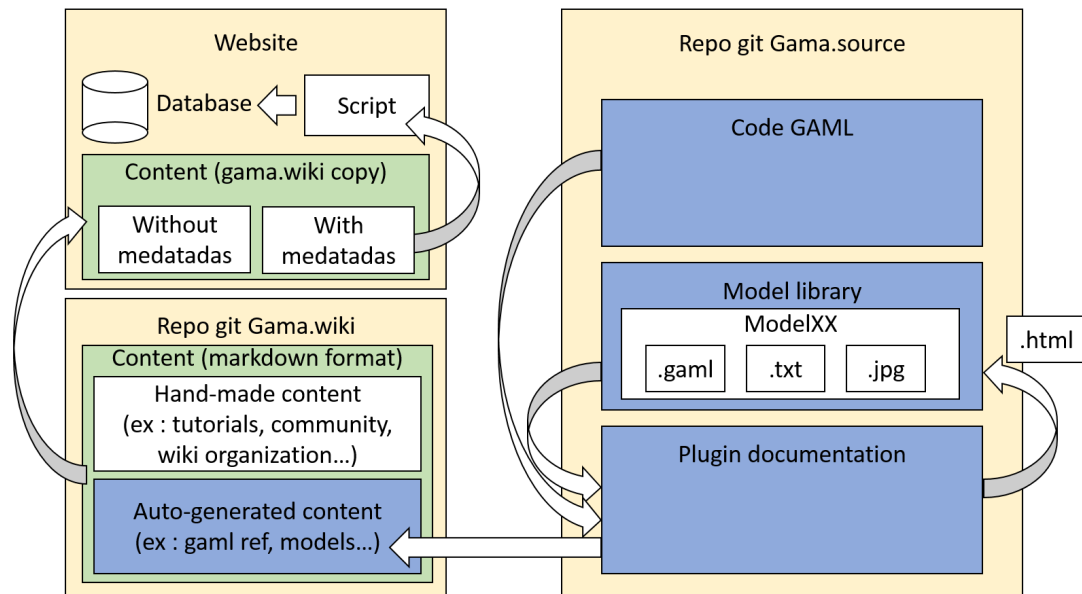 Website
Database
Script
Content (gama.wiki copy)
Without
medatadas
With
medatadas
Repo git Gama.wiki
Content (markdown format)
Hand-made content
(ex : tutorials, community,
wiki organization...)
Auto-generated content
(ex : gaml ref, models...)
Repo git Gama.source
Code GAML
Model library
ModelXX
.gaml
.txt
.jpg
.html
Plugin documentation